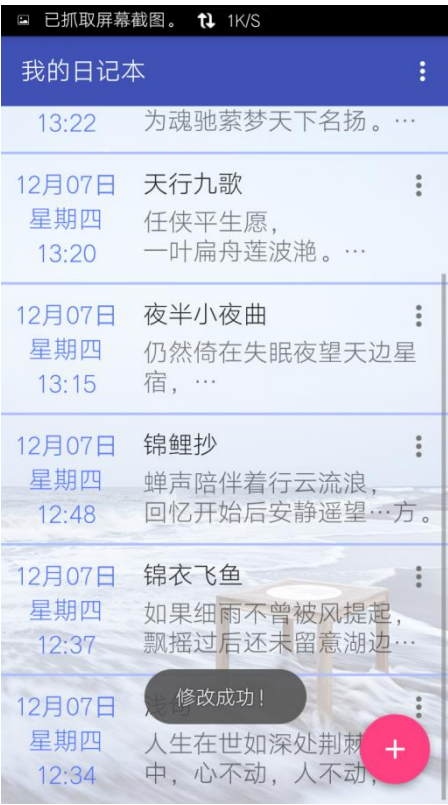 已抓取屏幕截图。 1K/S
我的日记本
13:22
为魂驰萦梦天下名扬。…
12月07日
星期四
13:20
天行九歌
任侠平生愿，
一叶扁舟莲波滟。…
12月07日
星期四
13:15
夜半小夜曲
仍然倚在失眠夜望天边星
宿，…
12月07日
星期四
12:48
锦鲤抄
蝉声陪伴着行云流浪，
回忆开始后安静遥望…方。
12月07日
星期四
12:37
锦衣飞鱼
如果细雨不曾被风提起，
飘摇过后还未留意湖边…
修改成功！
12月07日
星期四
12:34
人生在世如深处荆棘
中，心不动，人不动，